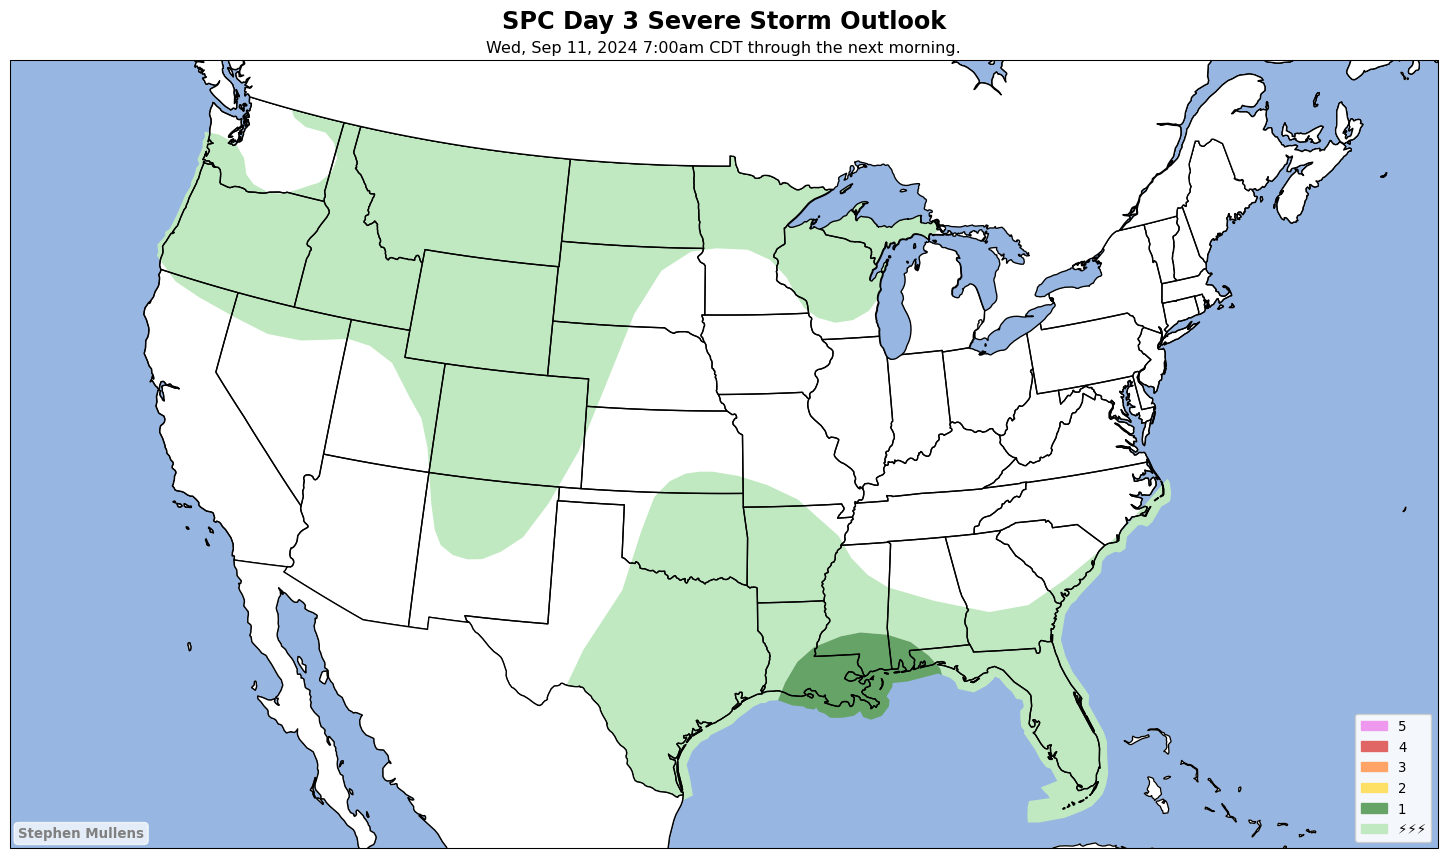 SPC Day 3 Severe Storm Outlook
Wed, Sep 11, 2024 7:00am CDT through the next morning.
5
4
3
2
1
⚡⚡⚡
Stephen Mullens